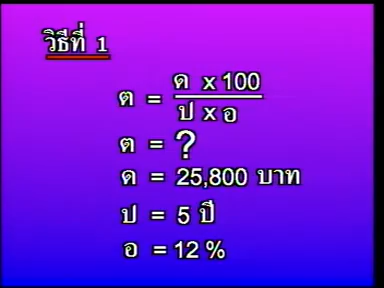 วิธีที่ 1
ต = ด x 100
ป x อ
ต = ?
ด = 25,800 บาท
ป = 5 ปี
อ = 12 %